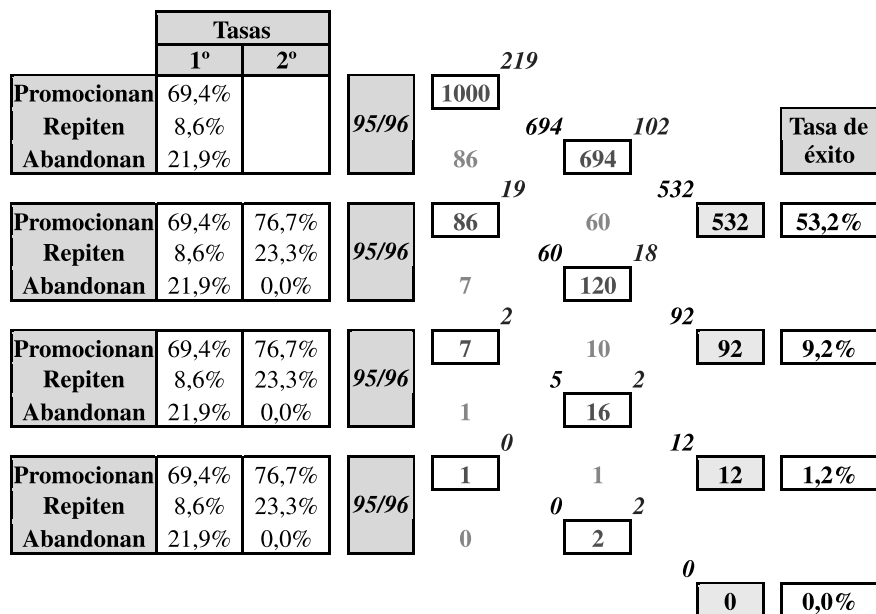 Tasas
1º 2º
219
Promocionan 69,4% 1000
Repiten 8,6% 95/96 694 102 Tasa de
Abandonan 21,9% 86 694 éxito
19 532
Promocionan 69,4% 76,7% 86 60 532 53,2%
Repiten 8,6% 23,3% 95/96 60 18
Abandonan 21,9% 0,0% 7 120
2 92
Promocionan 69,4% 76,7% 7 10 92 9,2%
Repiten 8,6% 23,3% 95/96 5 2
Abandonan 21,9% 0,0% 1 16
0 12
Promocionan 69,4% 76,7% 1 1 12 1,2%
Repiten 8,6% 23,3% 95/96 0 2
Abandonan 21,9% 0,0% 0 2
0
0 0,0%